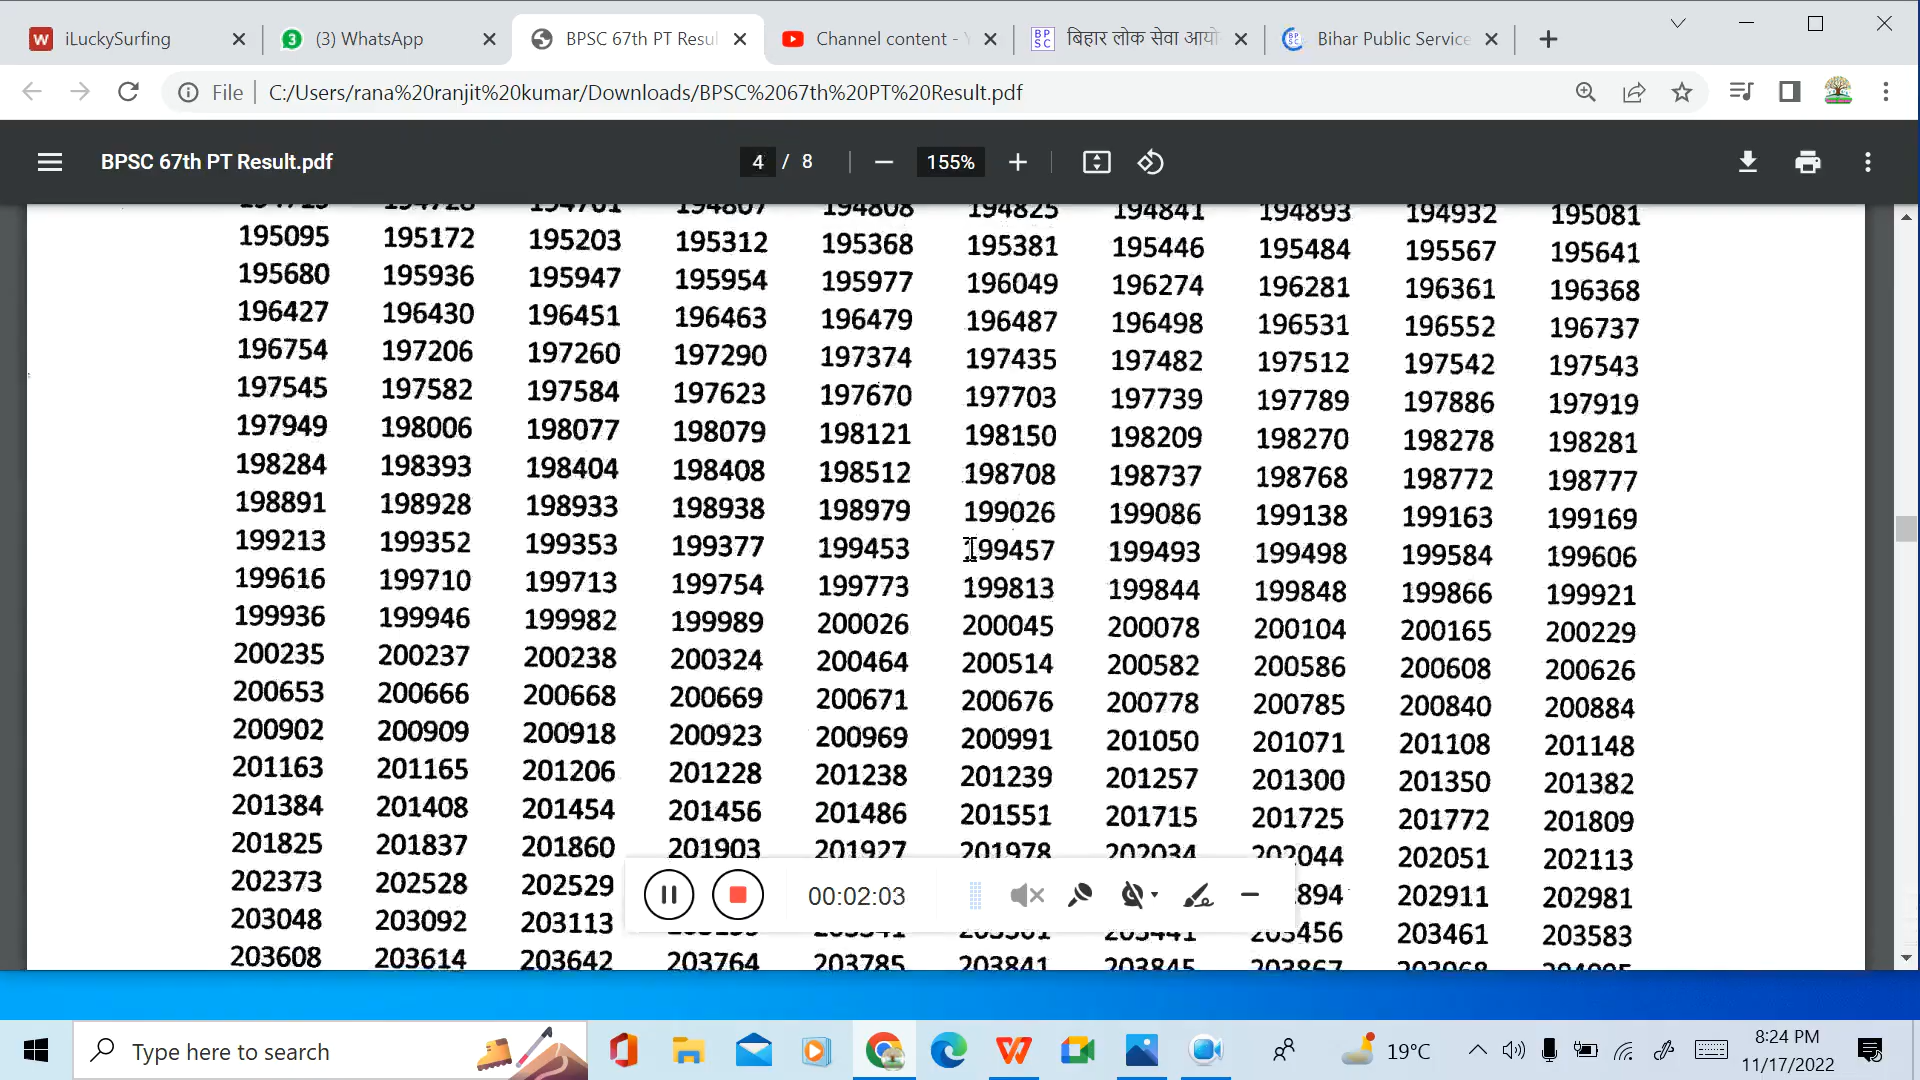 iLuckySurfing
3
(3) WhatsApp
BPSC 67th PT Resul
Channel content -
बिहार लोक सेवा आयो
Bihar Public Service
File
C:/Users/rana%20ranjit%20kumar/Downloads/BPSC%2067th%20PT%20Result.pdf
BPSC 67th PT Result.pdf
4 / 8
155%
194808 194825 194841 194893 194932 195081
195095 195172 195203 195312 195368 195381 195446 195484 195567 195641
195680 195936 195947 195954 195977 196049 196274 196281 196361 196368
196427 196430 196451 196463 196479 196487 196498 196531 196552 196737
196754 197206 197260 197290 197374 197435 197482 197512 197542 197543
197545 197582 197584 197623 197670 197703 197739 197789 197886 197919
197949 198006 198077 198079 198121 198150 198209 198270 198278 198281
198284 198393 198404 198408 198512 198708 198737 198768 198772 198777
198891 198928 198933 198938 198979 199026 199086 199138 199163 199169
199213 199352 199353 199377 199453 199457 199493 199498 199584 199606
199616 199710 199713 199754 199773 199813 199844 199848 199866 199921
199936 199946 199982 199989 200026 200045 200078 200104 200165 200229
200235 200237 200238 200324 200464 200514 200582 200586 200608 200626
200653 200666 200668 200669 200671 200676 200778 200785 200840 200884
200902 200909 200918 200923 200969 200991 201050 201071 201108 201148
201163 201165 201206 201228 201238 201239 201257 201300 201350 201382
201384 201408 201454 201456 201486 201551 201715 201725 201772 201809
201825 201837 201860 201903 201927 201978 202034 202044 202051 202113
202373 202528 202529 894 202911 202981
203048 203092 203113 203456 203461 203583
203608 203614 203642 203764 203785 203841 203845 203867
00:02:03
Type here to search
19°C
8:24 PM
11/17/2022